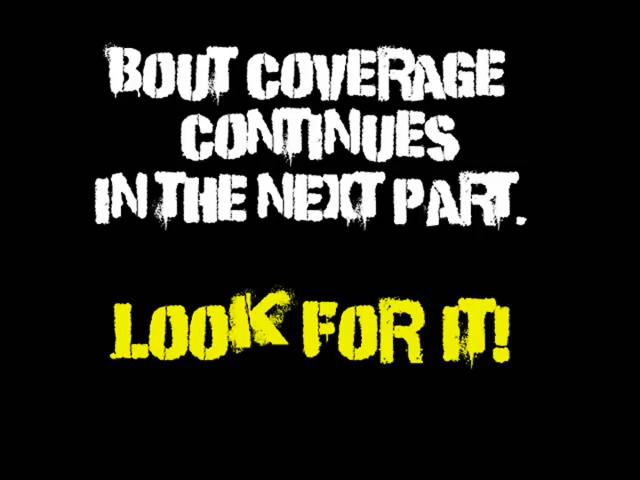 BOUT COVERAGE
CONTINUES
IN THE NEXT PART.
LOOK FOR IT!